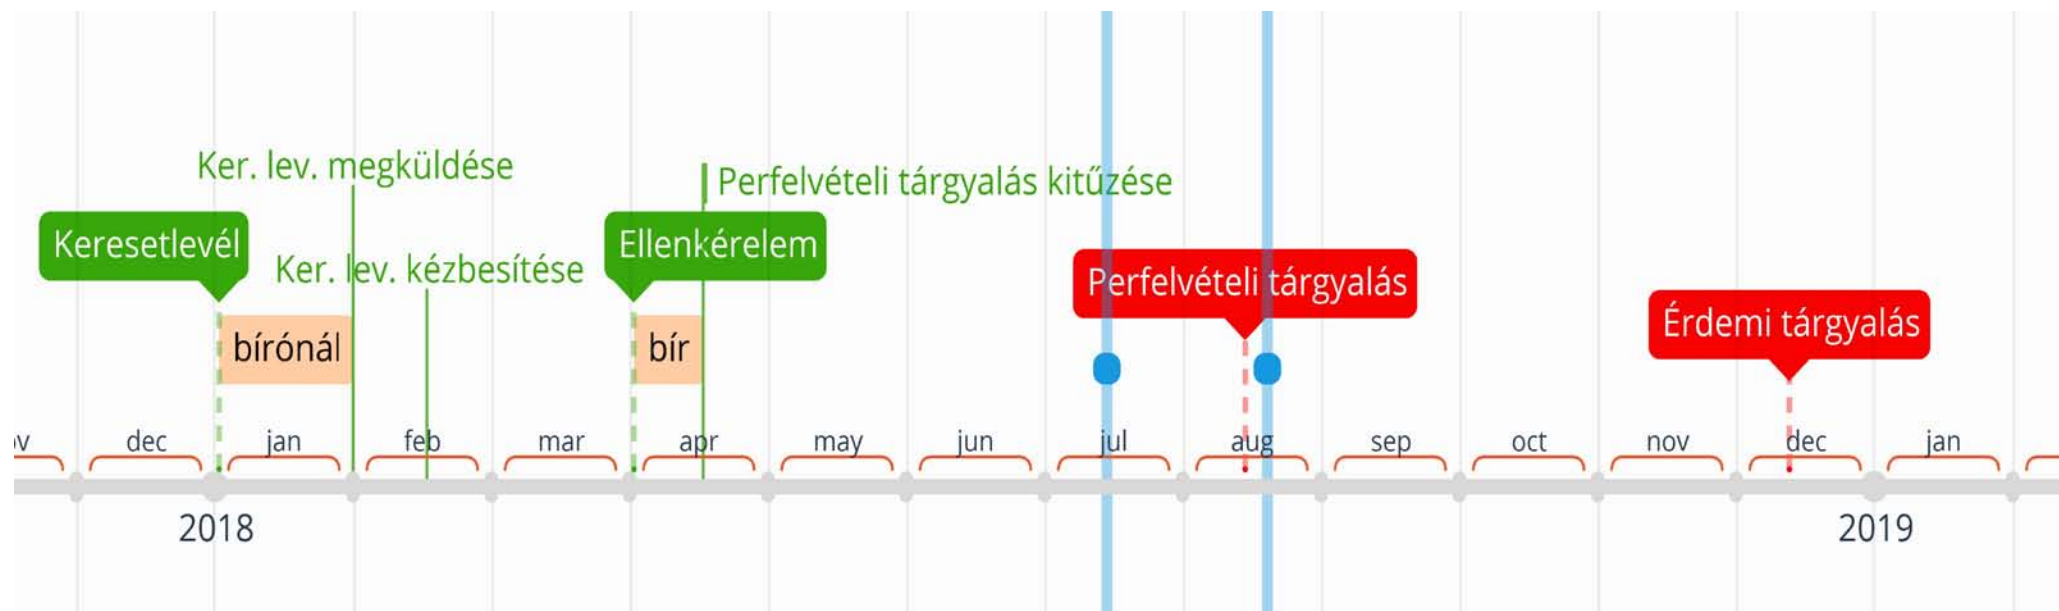 Ker. lev. megküldése
Perfelvételi tárgyalás kitűzése
Keresetlevél
Ellenkérelem
Ker. lev. kézbesítése
Perfelvételi tárgyalás
Érdemi tárgyalás
bírónál
bír
ov dec jan feb mar apr may jun jul aug sep oct nov dec jan
2018 2019